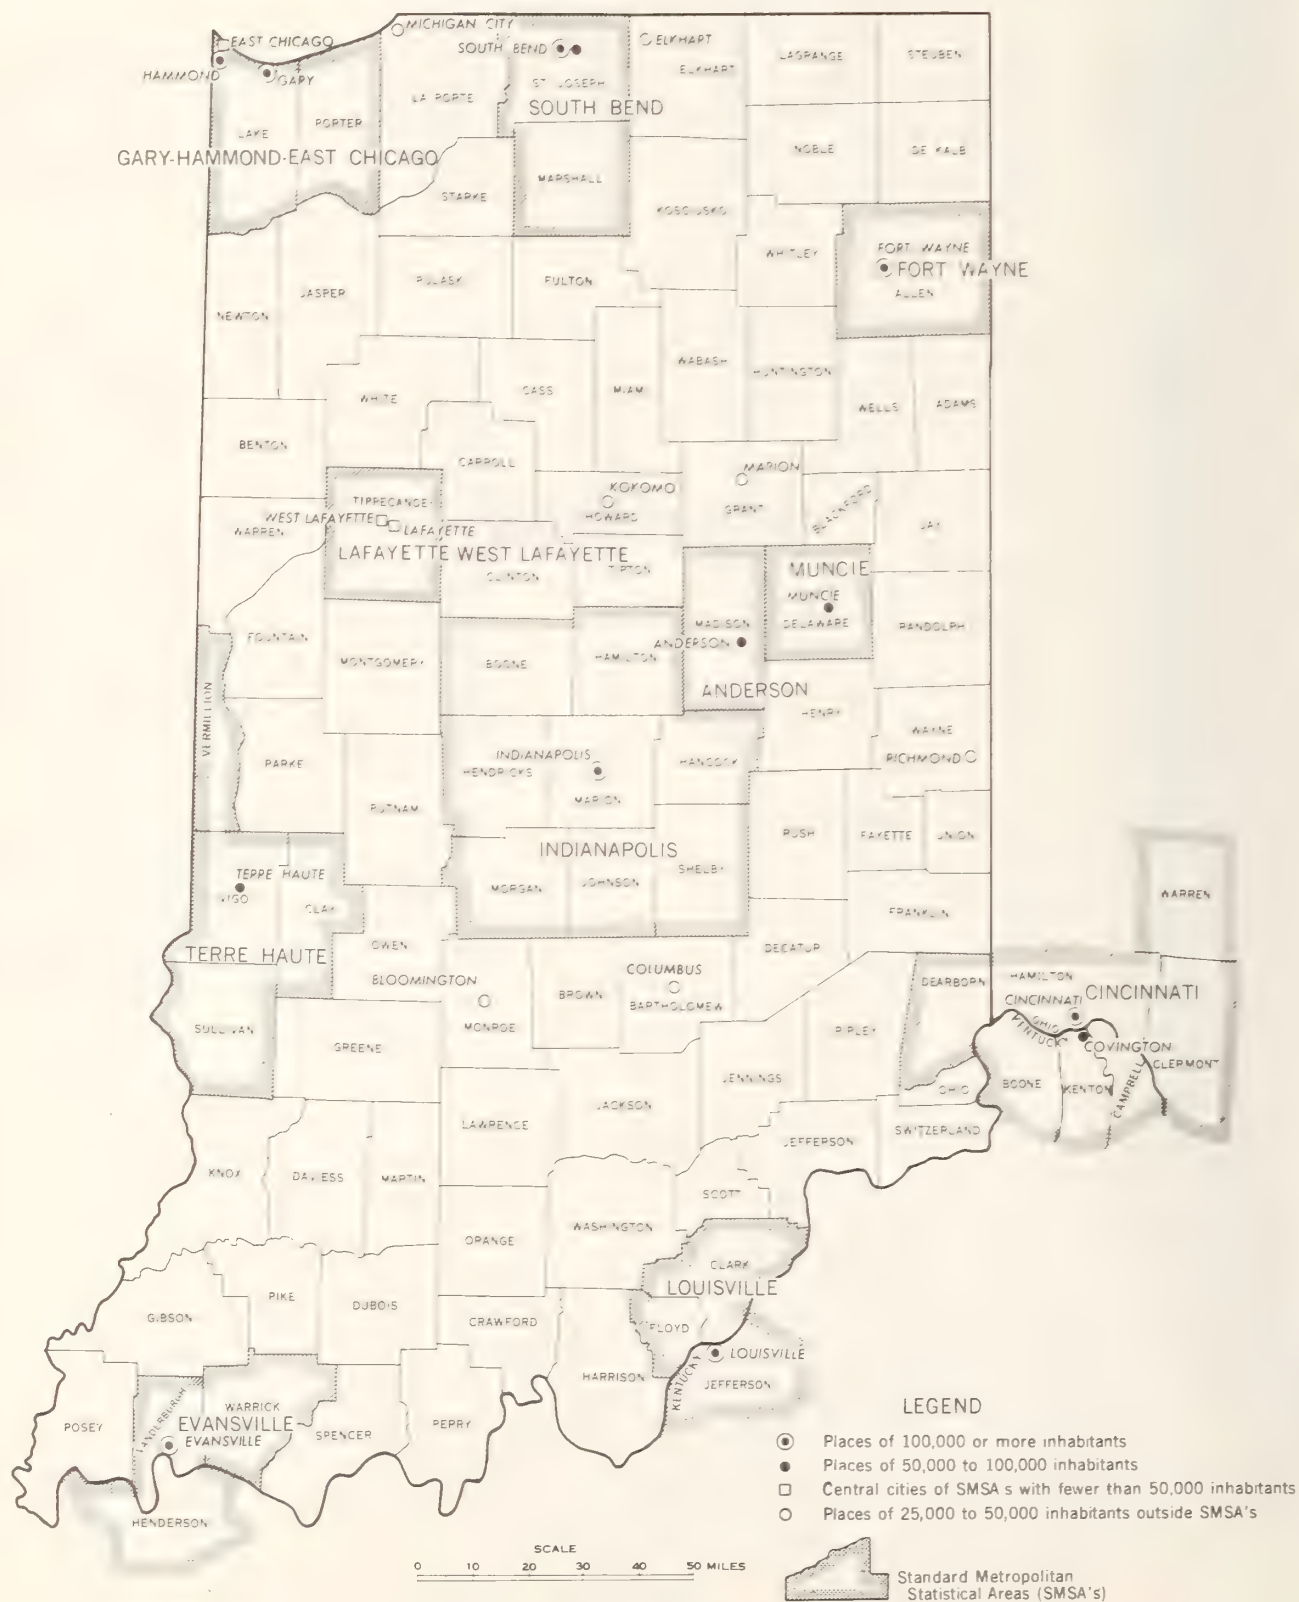 MICHIGAN CITY
EAST CHICAGO
SOUTH BEND
ELKHART
LAGRANGE
STEUBEN
HAMMOND
GARY
ELKHART
ST JOSEPH
LA PORTE
SOUTH BEND
LAKE
PORTER
NOBLE
DE KALB
GARY-HAMMOND-EAST CHICAGO
MARSHALL
STARKE
KOSCIUSKO
WHITLEY
FORT WAYNE
FORT WAYNE
ALLEN
PULASKI
FULTON
JASPER
NEWTON
WABASH
HUNTINGTON
WHITE
CASS
MIAMI
WELLS
ADAMS
BENTON
CARROLL
MARION
KOKOMO
TIPPECANOE
GRANT
BLACKFORD
HOWARD
WEST LAFAYETTE
LAFAYETTE
WARREN
JAY
LAFAYETTE WEST LAFAYETTE
CLINTON
TIPTON
MUNCIE
MUNCIE
MADISON
DELAWARE
RANDOLPH
FOUNTAIN
MONTGOMERY
BOONE
HAMILTON
ANDERSON
ANDERSON
HENRY
VERMILLION
WAYNE
RICHMOND
PARKE
INDIANAPOLIS
HENDRICKS
HANCOCK
MARION
PUTNAM
RUSH
FAYETTE
UNION
INDIANAPOLIS
TERRE HAUTE
VIGO
CLAY
MORGAN
JOHNSON
SHELBY
WARREN
FRANKLIN
TERRE HAUTE
OWEN
DECATUR
BLOOMINGTON
COLUMBUS
DEARBORN
HAMILTON
BROWN
BARTHOLOMEW
CINCINNATI
CINCINNATI
OHIO
KENTUCKY
SULLIVAN
MONROE
GREENE
RIPLEY
COVINGTON
CLERMONT
JENNINGS
OHIO
BOONE
KENTON
CAMPBELL
JACKSON
LAWRENCE
JEFFERSON
SWITZERLAND
KNOX
DAVIESS
MARTIN
SCOTT
WASHINGTON
ORANGE
CLARK
LOUISVILLE
PIKE
DUBOIS
GIBSON
CRAWFORD
FLOYD
LOUISVILLE
KENTUCKY
JEFFERSON
HARRISON
POSEY
VANDERBURGH
WARRICK
EVANSVILLE
EVANSVILLE
SPENCER
PERRY
HENDERSON
LEGEND
Places of 100,000 or more inhabitants
Places of 50,000 to 100,000 inhabitants
Central cities of SMSA s with fewer than 50,000 inhabitants
Places of 25,000 to 50,000 inhabitants outside SMSA's
SCALE
0 10 20 30 40 50 MILES
Standard Metropolitan
Statistical Areas (SMSA's)